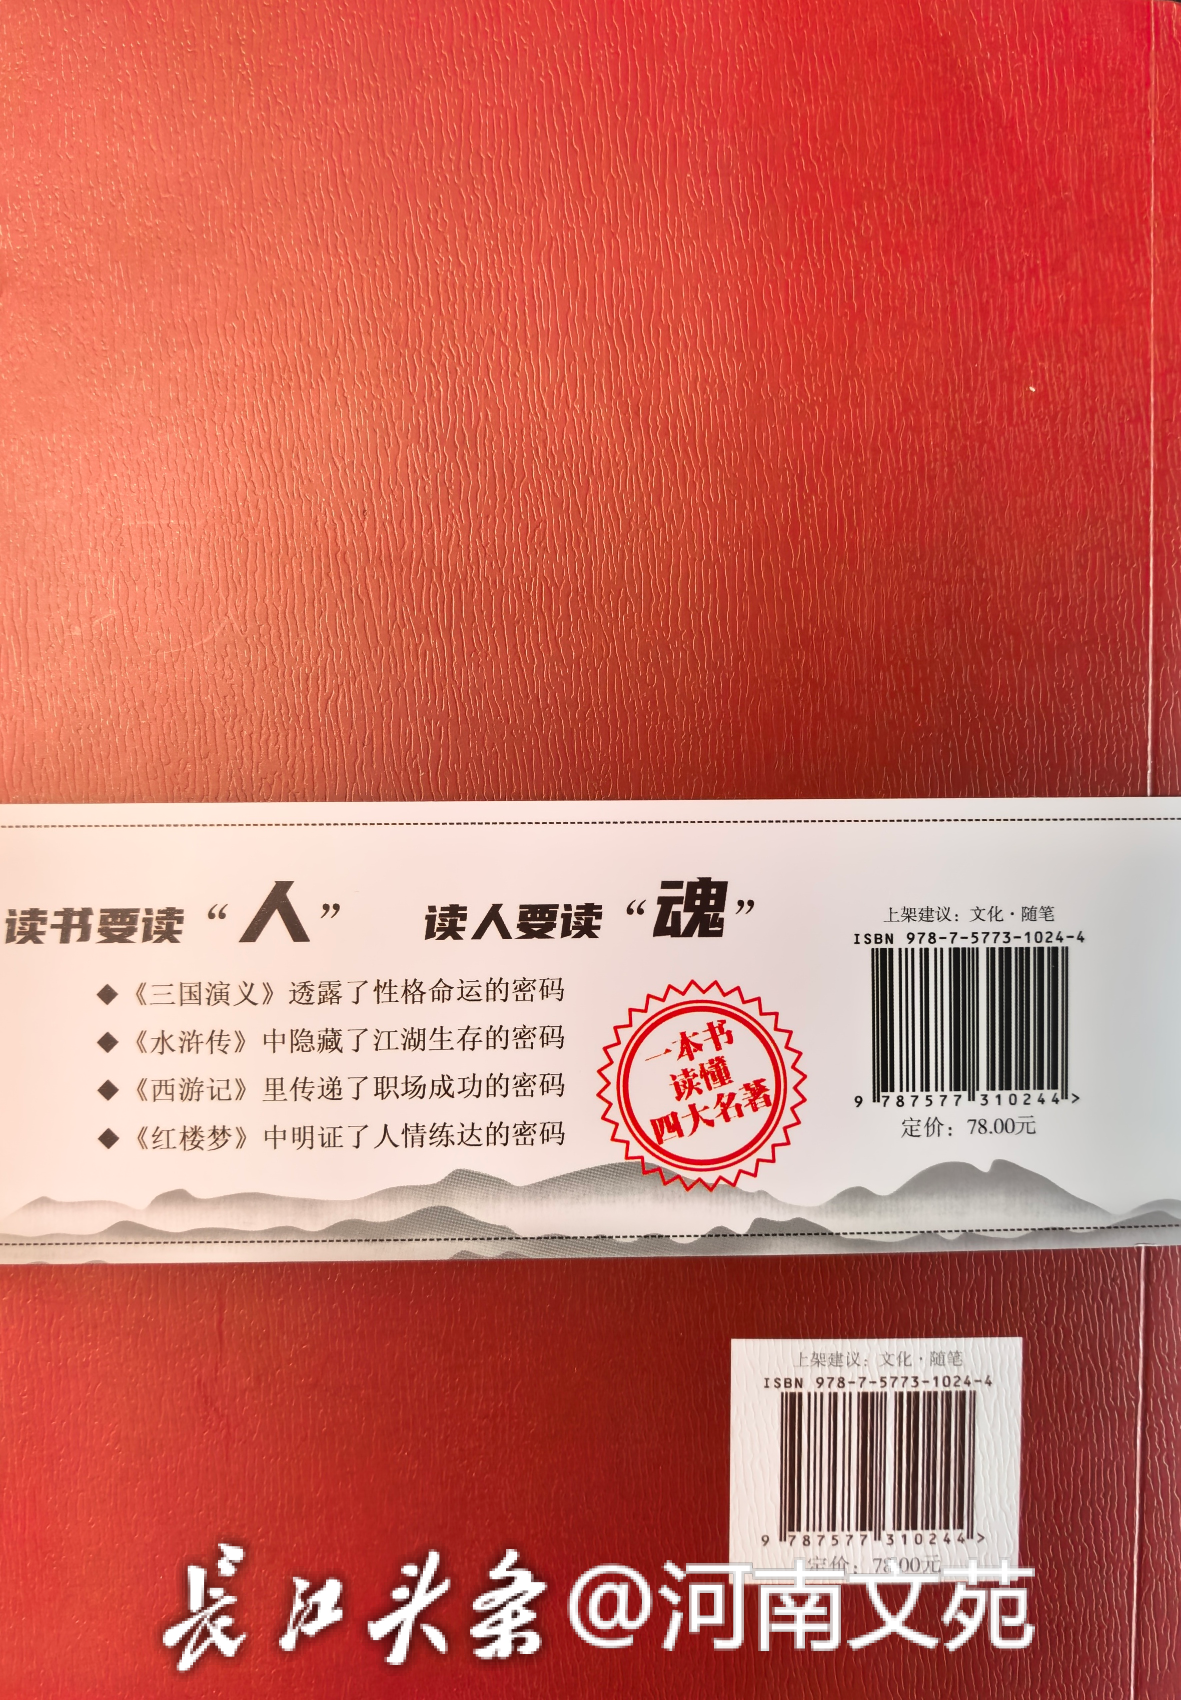 读书要读“人” 读人要读“魂”
◆《三国演义》透露了性格命运的密码
◆《水浒传》中隐藏了江湖生存的密码
◆《西游记》里传递了职场成功的密码
◆《红楼梦》中明证了人情练达的密码
一本书
读懂
四大名著
上架建议：文化·随笔
ISBN 978-7-5773-1024-4
9 787577 310244 >
定价：78.00元
上架建议：文化·随笔
ISBN 978-7-5773-1024-4
9 787577 310244 >
定价：78.00元
长江头条@河南文苑